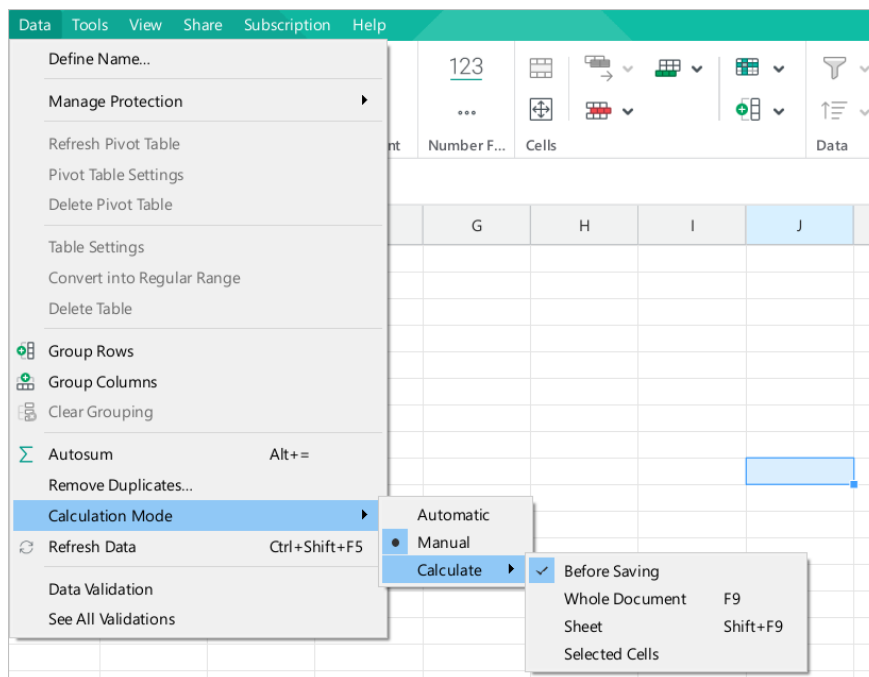 Data Tools View Share Subscription Help
Define Name...
Manage Protection
Refresh Pivot Table
Pivot Table Settings
Delete Pivot Table
Table Settings
Convert into Regular Range
Delete Table
Group Rows
Group Columns
Clear Grouping
Autosum Alt+=
Remove Duplicates...
Calculation Mode
Refresh Data Ctrl+Shift+F5
Data Validation
See All Validations
Automatic
Manual
Calculate
Before Saving
Whole Document F9
Sheet Shift+F9
Selected Cells
123
nt Number F... Cells Data
G H I J